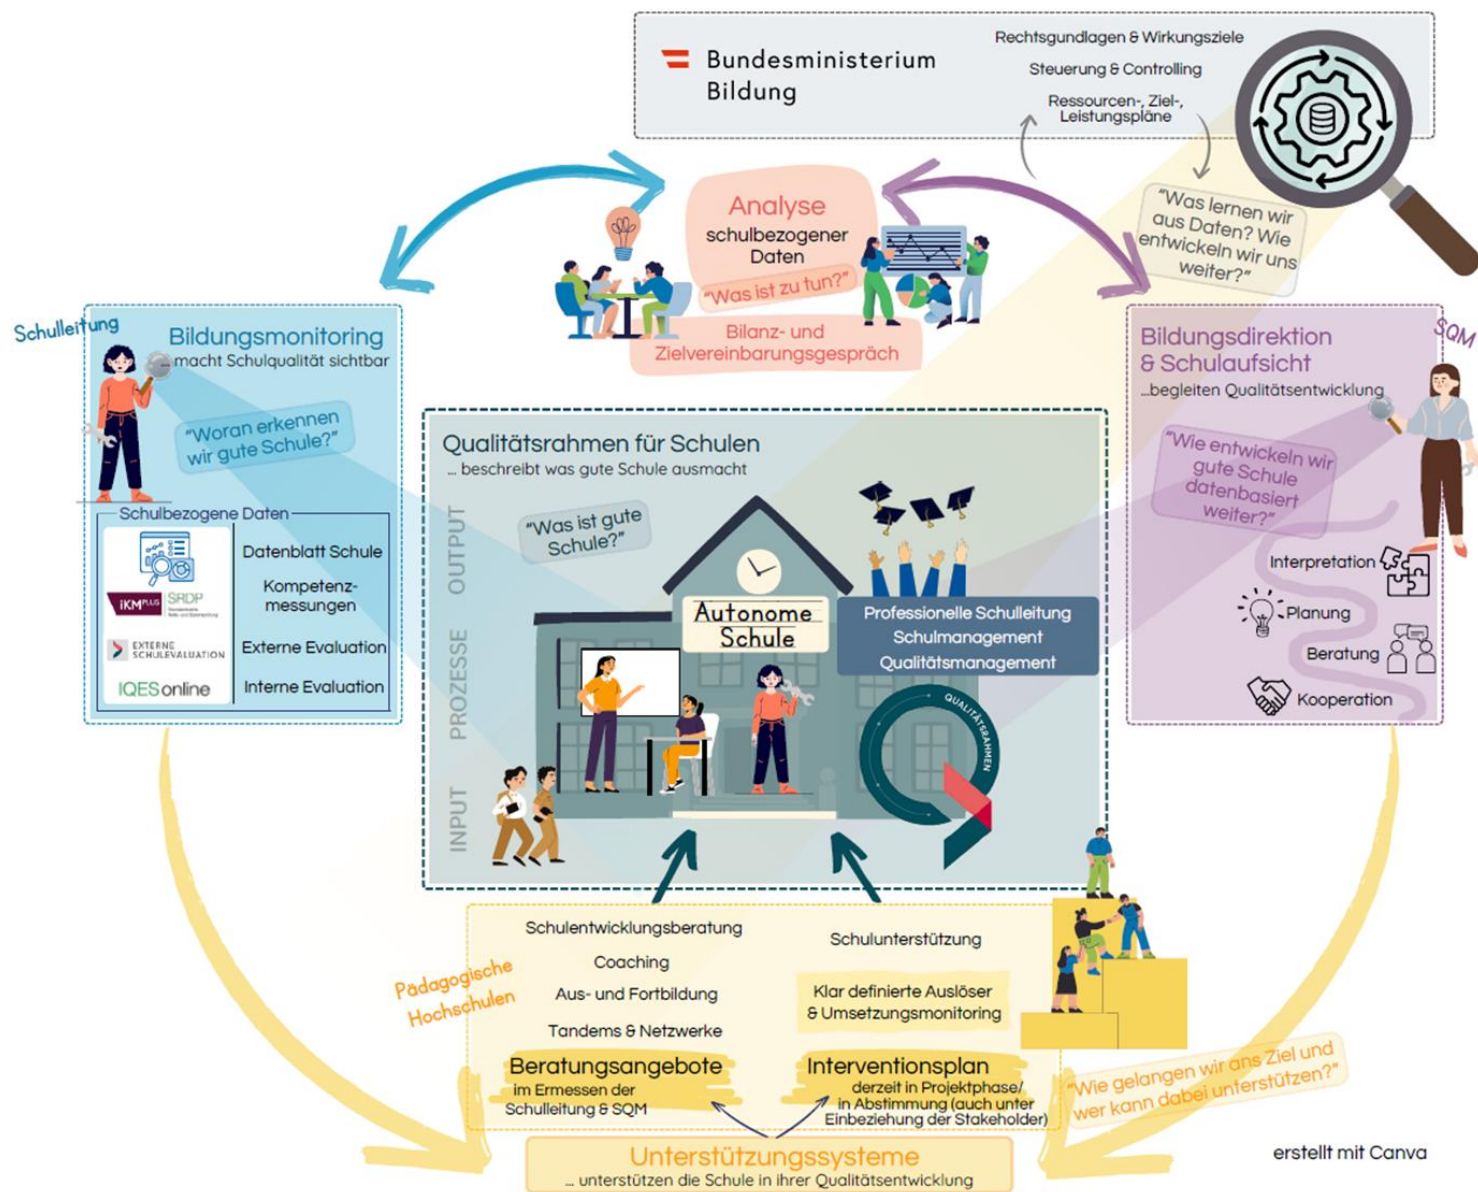 Bundesministerium
Bildung
Rechtsgundlagen & Wirkungsziele
Steuerung & Controlling
Ressourcen-, Ziel-,
Leistungspläne
"Was lernen wir
aus Daten? Wie
entwickeln wir uns
weiter?"
Analyse
schulbezogener
Daten
"Was ist zu tun?"
Bilanz- und
Zielvereinbarungsgespräch
Schulleitung
Bildungsmonitoring
...macht Schulqualität sichtbar
"Woran erkennen
wir gute Schule?"
Schulbezogene Daten
Datenblatt Schule
iKM PLUS
SRDP
Kompetenz-
messungen
EXTERNE
SCHULEVALUATION
Externe Evaluation
IQES online
Interne Evaluation
Qualitätsrahmen für Schulen
... beschreibt was gute Schule ausmacht
"Was ist gute
Schule?"
OUTPUT
PROZESSE
INPUT
Autonome
Schule
Professionelle Schulleitung
Schulmanagement
Qualitätsmanagement
QUALITÄTSRAHMEN
SQM
Bildungsdirektion
& Schulaufsicht
...begleiten Qualitätsentwicklung
"Wie entwickeln wir
gute Schule
datenbasiert
weiter?"
Interpretation
Planung
Beratung
Kooperation
Pädagogische
Hochschulen
Schulentwicklungsberatung
Coaching
Aus- und Fortbildung
Tandems & Netzwerke
Beratungsangebote
im Ermessen der
Schulleitung & SQM
Schulunterstützung
Klar definierte Auslöser
& Umsetzungsmonitoring
Interventionsplan
derzeit in Projektphase/
in Abstimmung (auch unter
Einbeziehung der Stakeholder)
"Wie gelangen wir ans Ziel und
wer kann dabei unterstützen?"
Unterstützungssysteme
... unterstützen die Schule in ihrer Qualitätsentwicklung
erstellt mit Canva